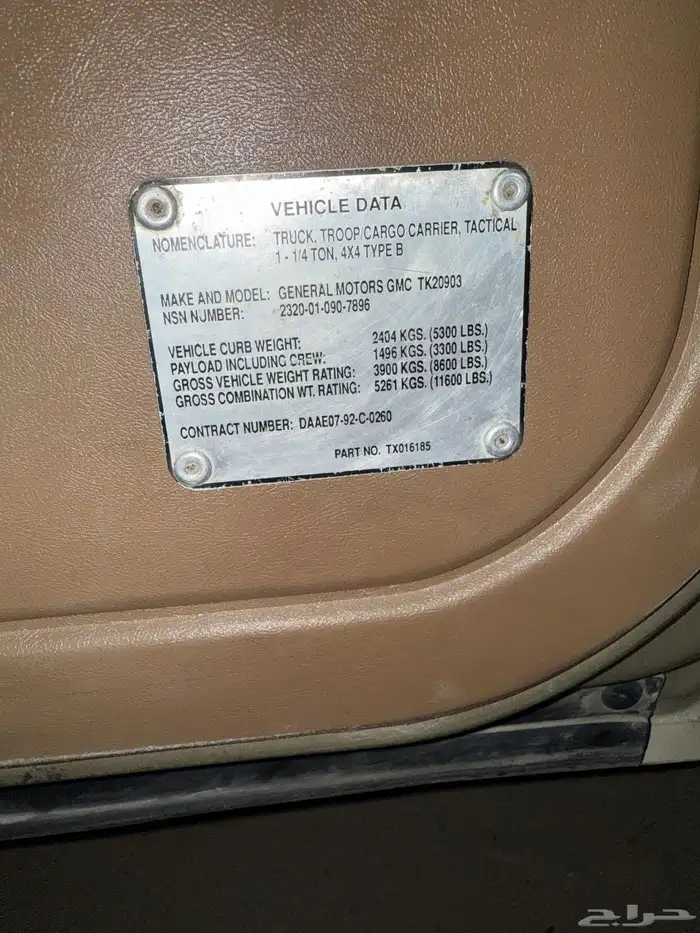 VEHICLE DATA
NOMENCLATURE: TRUCK, TROOP/CARGO CARRIER, TACTICAL
1 - 1/4 TON, 4X4 TYPE B
MAKE AND MODEL: GENERAL MOTORS GMC TK20903
NSN NUMBER: 2320-01-090-7896
VEHICLE CURB WEIGHT: 2404 KGS. (5300 LBS.)
PAYLOAD INCLUDING CREW: 1496 KGS. (3300 LBS.)
GROSS VEHICLE WEIGHT RATING: 3900 KGS. (8600 LBS.)
GROSS COMBINATION WT. RATING: 5261 KGS. (11600 LBS.)
CONTRACT NUMBER: DAAE07-92-C-0260
PART NO. TX016185
حراج